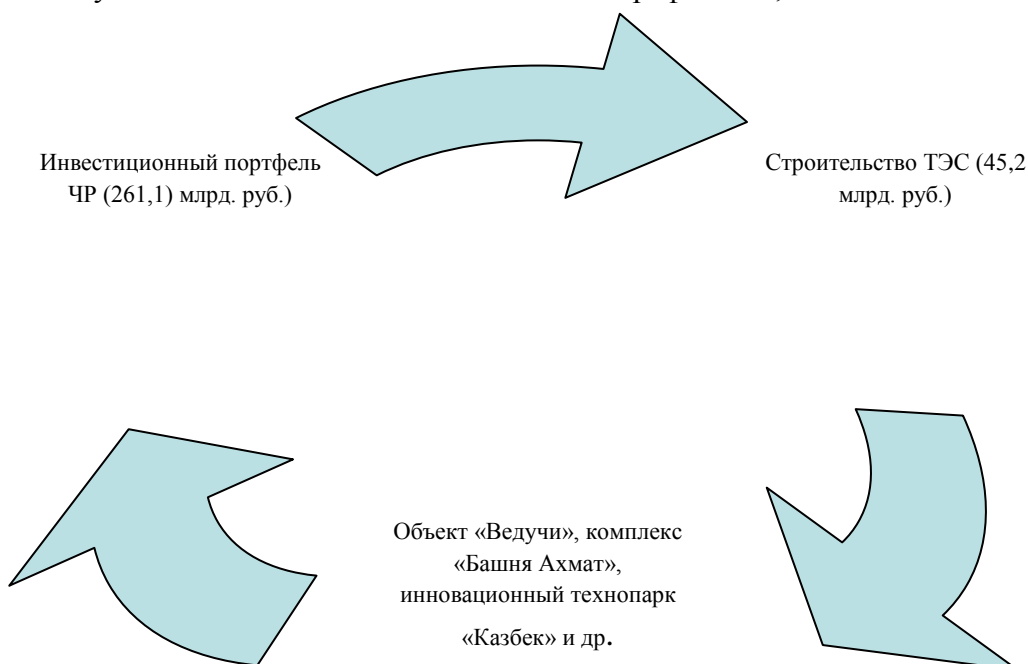 Инвестиционный портфель
ЧР (261,1) млрд. руб.)
Строительство ТЭС (45,2
млрд. руб.)
Объект «Ведучи», комплекс
«Башня Ахмат»,
инновационный технопарк
«Казбек» и др.